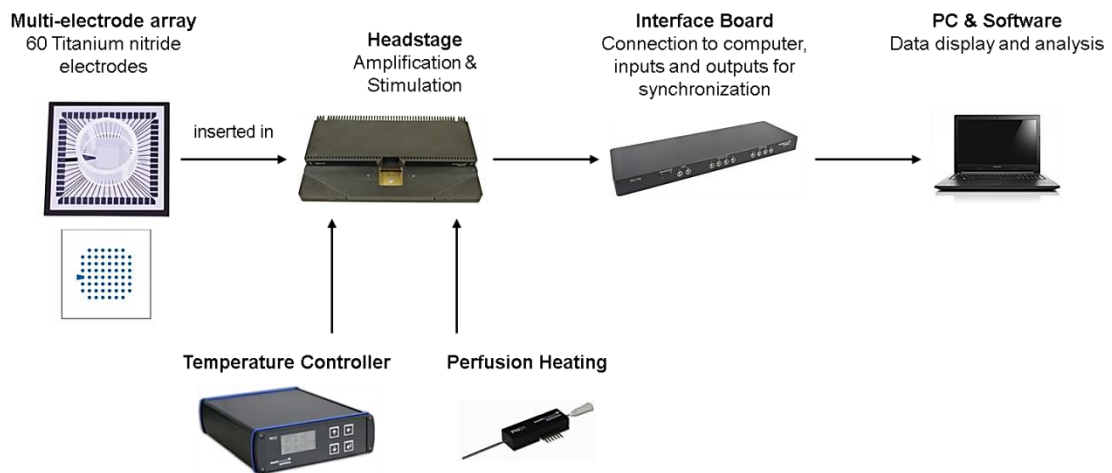 Multi-electrode array
60 Titanium nitride
electrodes
inserted in
Headstage
Amplification &
Stimulation
Interface Board
Connection to computer,
inputs and outputs for
synchronization
PC & Software
Data display and analysis
Temperature Controller
Perfusion Heating